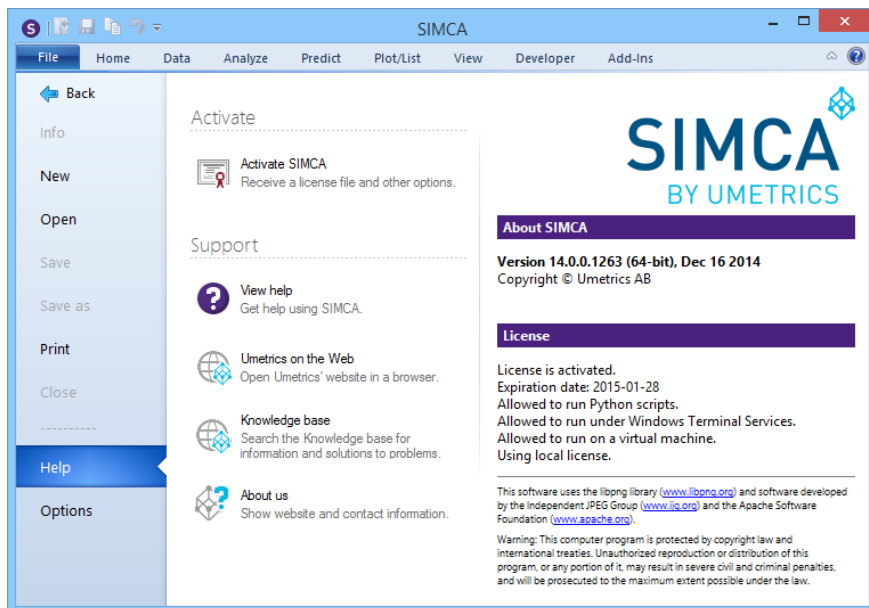 SIMCA
File Home Data Analyze Predict Plot/List View Developer Add-Ins
Back
Info
New
Open
Save
Save as
Print
Close
----------
Help
Options
Activate
Activate SIMCA
Receive a license file and other options.
Support
View help
Get help using SIMCA.
Umetrics on the Web
Open Umetrics' website in a browser.
Knowledge base
Search the Knowledge base for
information and solutions to problems.
About us
Show website and contact information.
SIMCA
BY UMETRICS
About SIMCA
Version 14.0.0.1263 (64-bit), Dec 16 2014
Copyright © Umetrics AB
License
License is activated.
Expiration date: 2015-01-28
Allowed to run Python scripts.
Allowed to run under Windows Terminal Services.
Allowed to run on a virtual machine.
Using local license.
This software uses the libpng library (www.libpng.org) and software developed
by the Independent JPEG Group (www.ijg.org) and the Apache Software
Foundation (www.apache.org).
Warning: This computer program is protected by copyright law and
international treaties. Unauthorized reproduction or distribution of this
program, or any portion of it, may result in severe civil and criminal penalties,
and will be prosecuted to the maximum extent possible under the law.